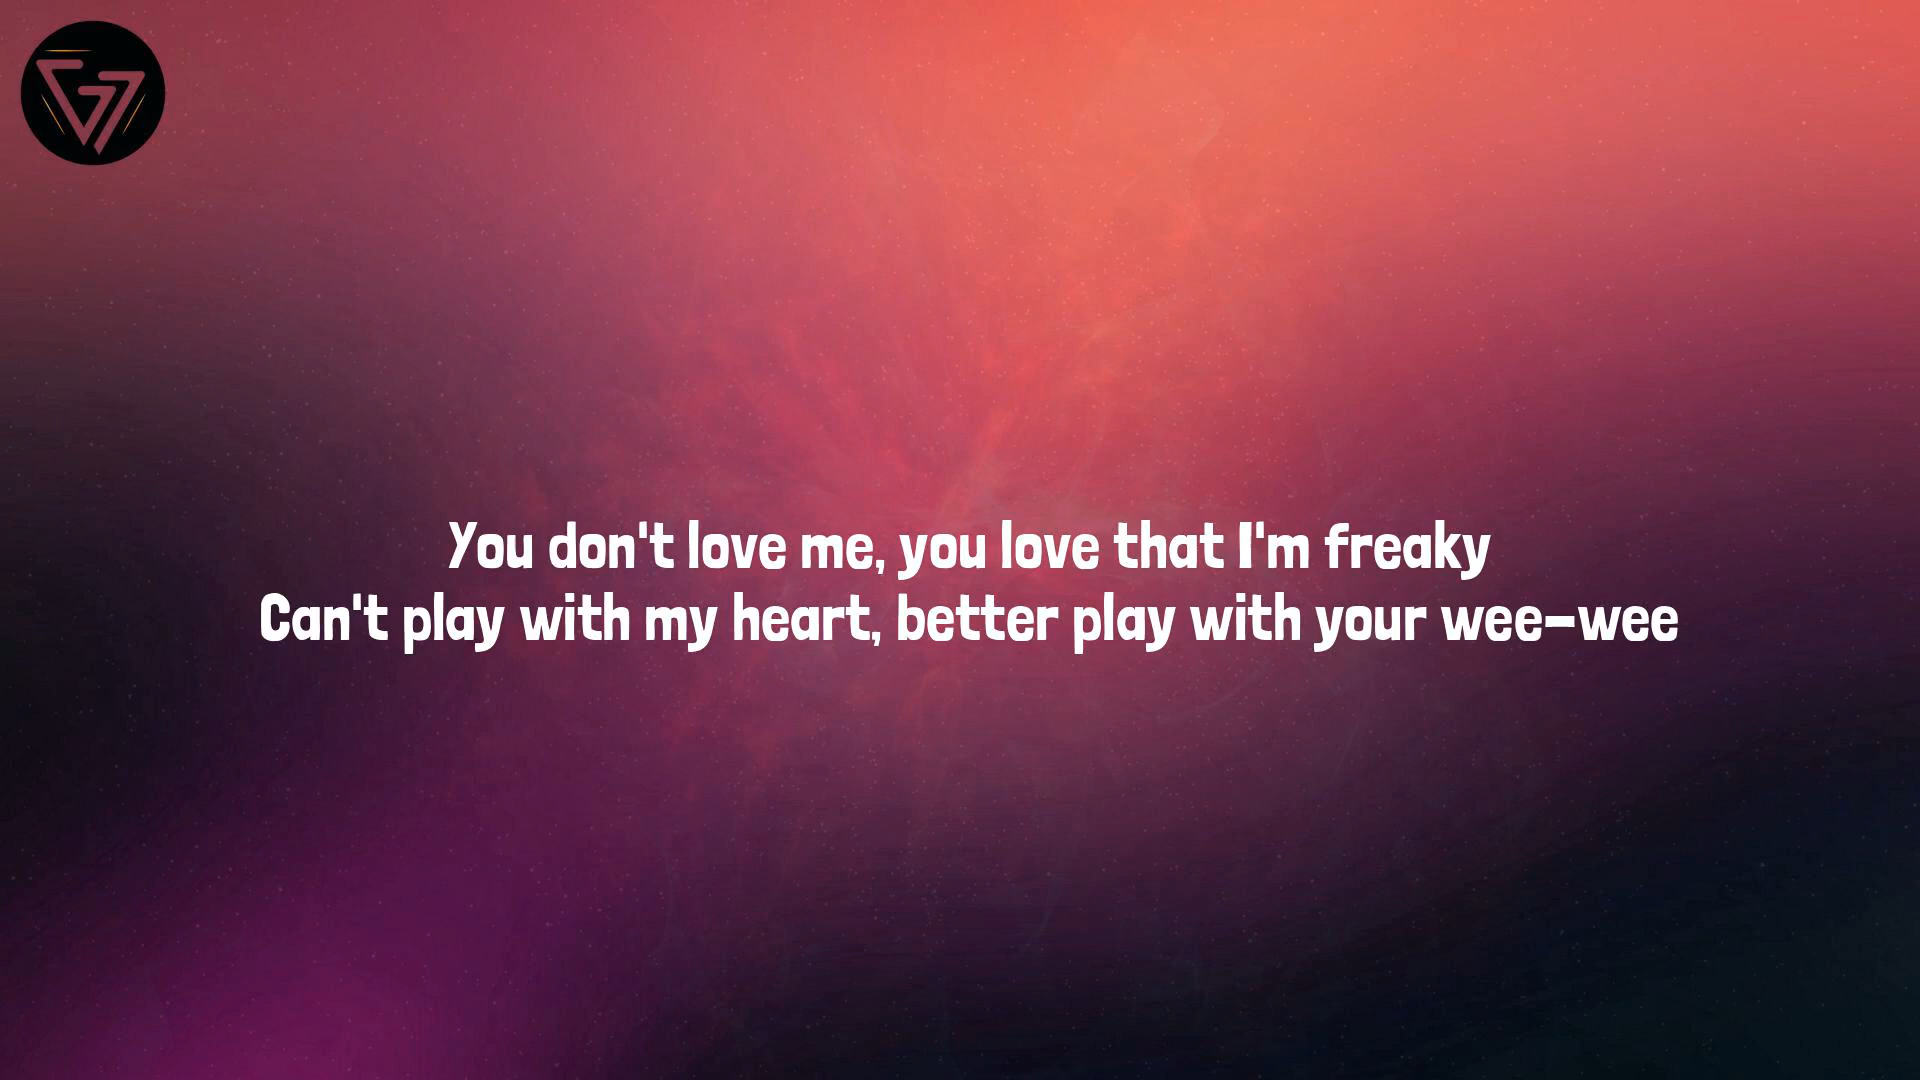 You don't love me, you love that I'm freaky
Can't play with my heart, better play with your wee-wee